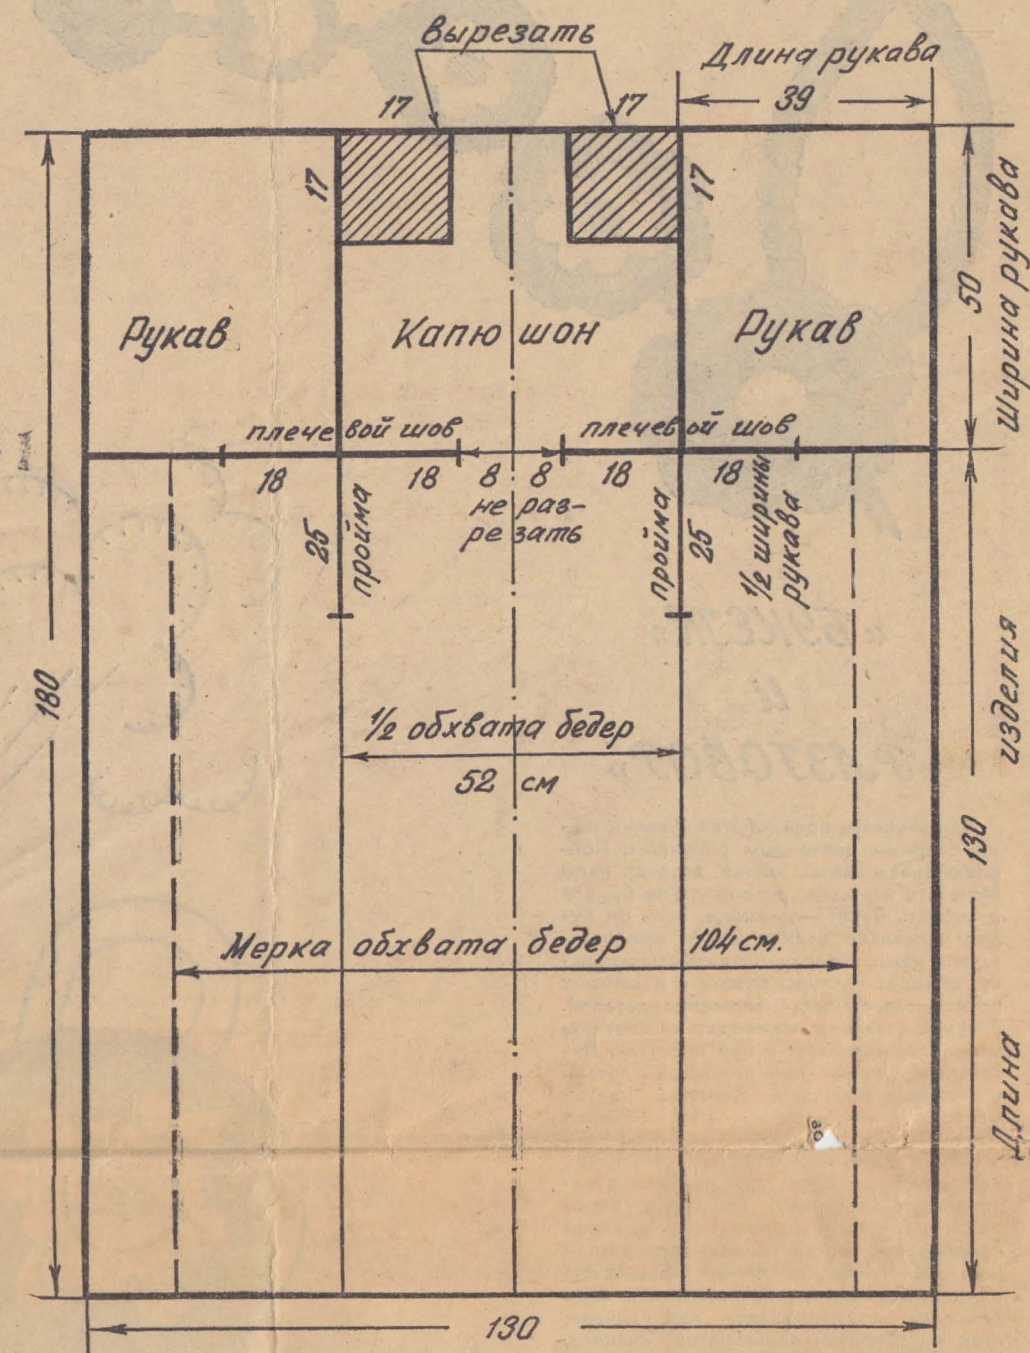 вырезать
Длина рукава
17
17
39
17
17
Рукав
Капюшон
Рукав
50
Ширина рукава
плечевой шов
плечевой шов
18
18
8
8
18
18
не раз-
резать
25
пройма
пройма
25
1/2 ширины
рукава
180
1/2 обхвата бедер
52 см
130
Длина изделия
Мерка обхвата бедер 104 см.
130